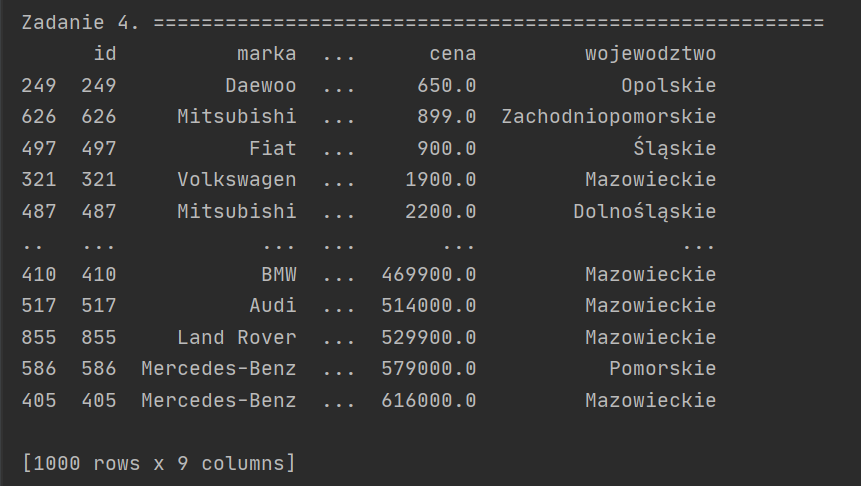 Zadanie 4. ========================================================
id marka ... cena wojewodztwo
249 249 Daewoo ... 650.0 Opolskie
626 626 Mitsubishi ... 899.0 Zachodniopomorskie
497 497 Fiat ... 900.0 Śląskie
321 321 Volkswagen ... 1900.0 Mazowieckie
487 487 Mitsubishi ... 2200.0 Dolnośląskie
.. ... ... ... ... ...
410 410 BMW ... 469900.0 Mazowieckie
517 517 Audi ... 514000.0 Mazowieckie
855 855 Land Rover ... 529900.0 Mazowieckie
586 586 Mercedes-Benz ... 579000.0 Pomorskie
405 405 Mercedes-Benz ... 616000.0 Mazowieckie
[1000 rows x 9 columns]